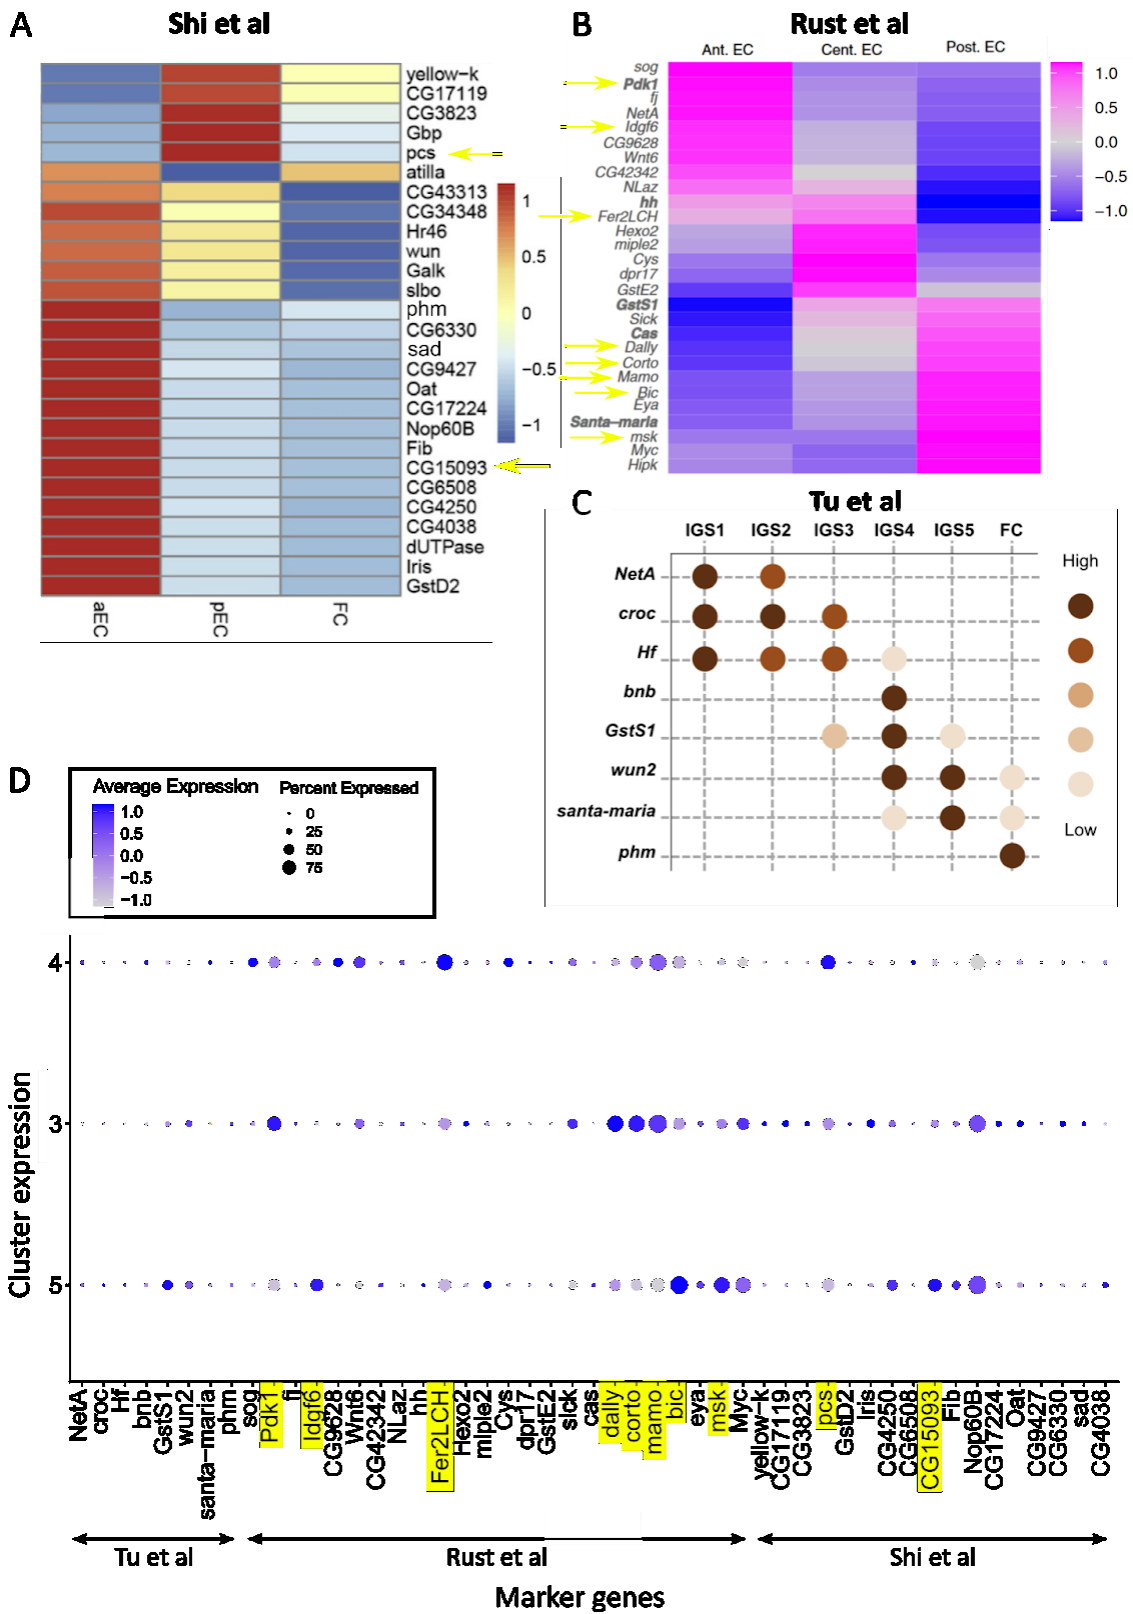 A
Shi et al
yellow-k
CG17119
CG3823
Gbp
pcs
atilla
CG43313
CG34348
Hr46
wun
Galk
slbo
phm
CG6330
sad
CG9427
Oat
CG17224
Nop60B
Fib
CG15093
CG6508
CG4250
CG4038
dUTPase
Iris
GstD2
aEC
pEC
FC
1
0.5
0
−0.5
−1
B
Rust et al
Ant. EC
Cent. EC
Post. EC
sog
Pdk1
fj
NetA
Idgf6
CG9628
Wnt6
CG42342
NLaz
hh
Fer2LCH
Hexo2
miple2
Cys
dpr17
GstE2
GstS1
Sick
Cas
Dally
Corto
Mamo
Bic
Eya
Santa–maria
msk
Myc
Hipk
1.0
0.5
0.0
−0.5
−1.0
C
Tu et al
IGS1 IGS2 IGS3 IGS4 IGS5 FC
NetA
croc
Hf
bnb
GstS1
wun2
santa-maria
phm
High
Low
D
Average Expression
1.0
0.5
0.0
−0.5
−1.0
Percent Expressed
0
25
50
75
Cluster expression
4
3
5
NetA
croc
Hf
bnb
GstS1
wun2
santa−maria
phm
sog
Pdk1
fj
Idgf6
CG9628
Wnt6
CG42342
NLaz
hh
Fer2LCH
Hexo2
miple2
Cys
dpr17
GstE2
sick
cas
dally
corto
mamo
bic
eya
msk
Myc
yellow−k
CG17119
CG3823
pcs
GstD2
Iris
CG4250
CG6508
CG15093
Fib
Nop60B
CG17224
Oat
CG9427
CG6330
sad
CG4038
Tu et al
Rust et al
Shi et al
Marker genes